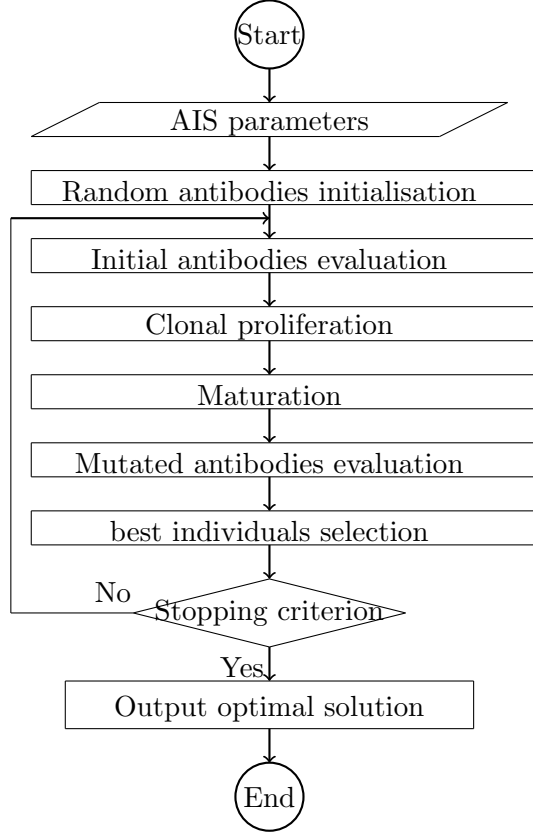 Start
AIS parameters
Random antibodies initialisation
Initial antibodies evaluation
Clonal proliferation
Maturation
Mutated antibodies evaluation
best individuals selection
No
Stopping criterion
Yes
Output optimal solution
End